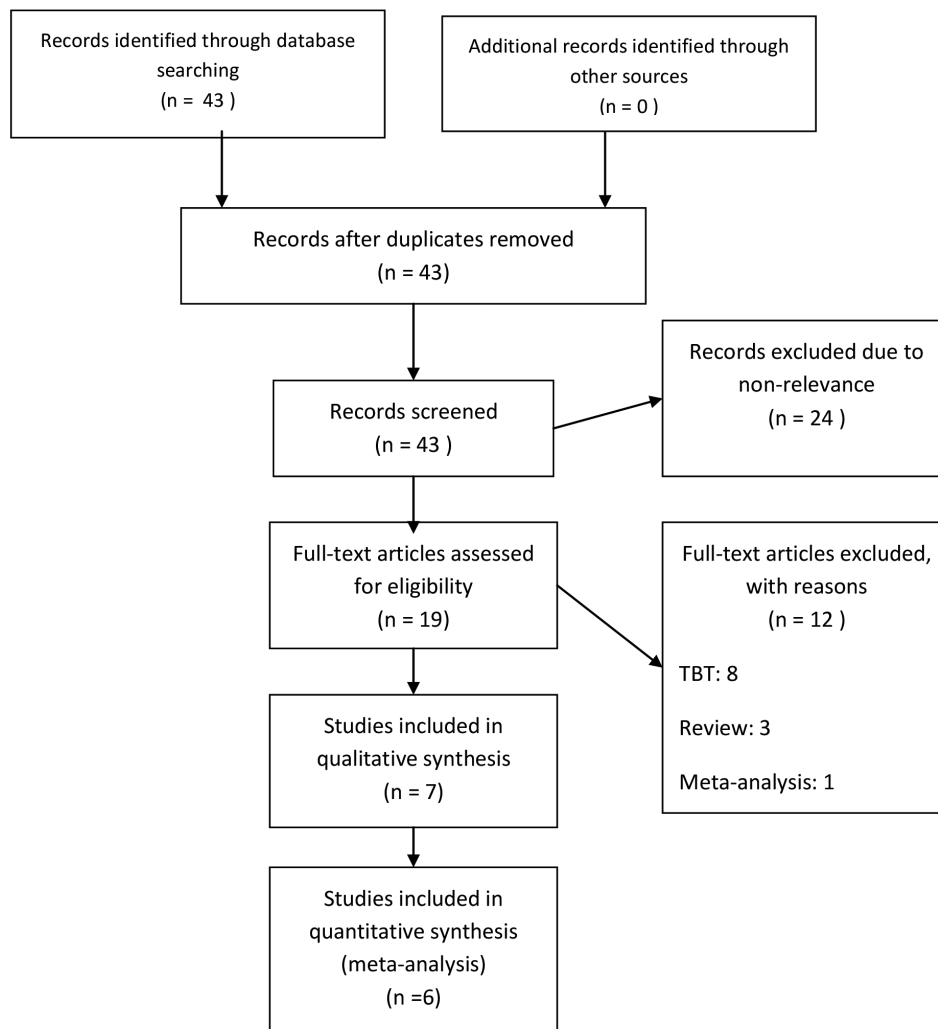 Records identified through database
searching
(n =  43 )
Additional records identified through
other sources
(n = 0 )
Records after duplicates removed
(n = 43)
Records screened
(n = 43 )
Records excluded due to
non-relevance
(n = 24 )
Full-text articles assessed
for eligibility
(n = 19)
Full-text articles excluded,
with reasons
(n = 12 )
TBT: 8
Review: 3
Meta-analysis: 1
Studies included in
qualitative synthesis
(n = 7)
Studies included in
quantitative synthesis
(meta-analysis)
(n =6)